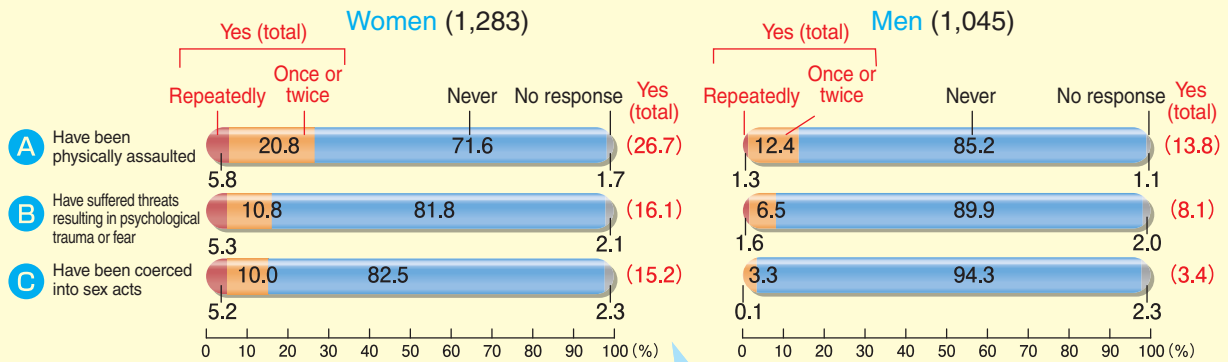 Women (1,283)
Yes (total)
Repeatedly
Once or
twice
Never
No response
Yes
(total)
A
Have been
physically assaulted
20.8
71.6
(26.7)
5.8
1.7
B
Have suffered threats
resulting in psychological
trauma or fear
10.8
81.8
(16.1)
5.3
2.1
C
Have been coerced
into sex acts
10.0
82.5
(15.2)
5.2
2.3
0 10 20 30 40 50 60 70 80 90 100 (%)
Men (1,045)
Yes (total)
Repeatedly
Once or
twice
Never
No response
Yes
(total)
12.4
85.2
(13.8)
1.3
1.1
6.5
89.9
(8.1)
1.6
2.0
3.3
94.3
(3.4)
0.1
2.3
0 10 20 30 40 50 60 70 80 90 100 (%)